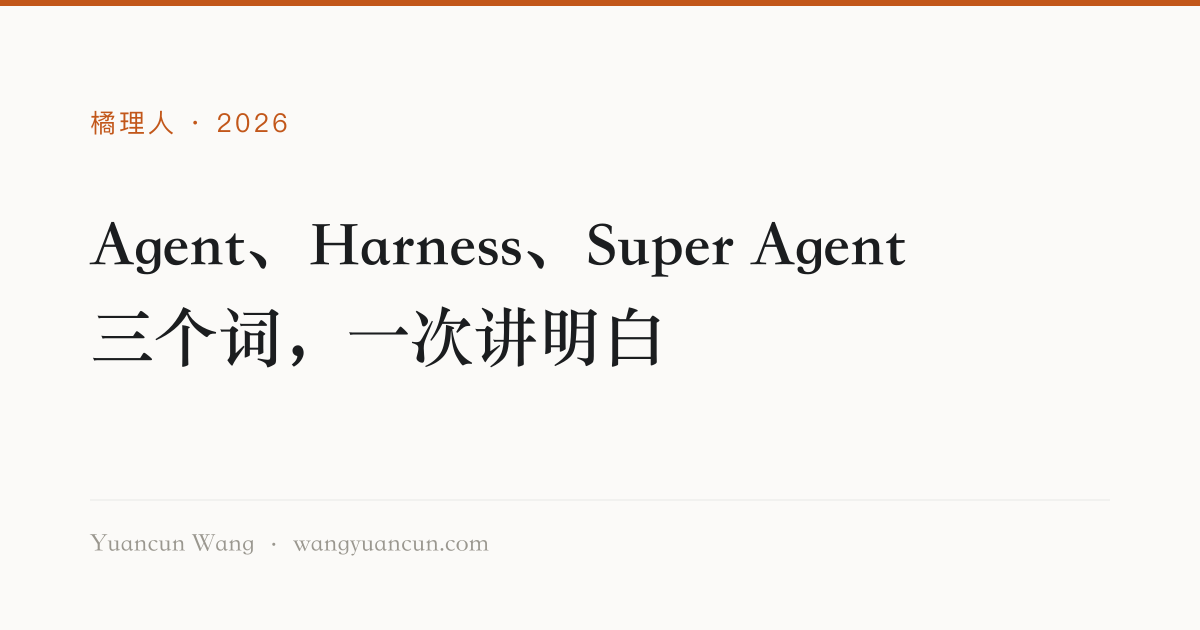 橘理人 · 2026
Agent、Harness、Super Agent
三个词，一次讲明白
Yuancun Wang · wangyuancun.com